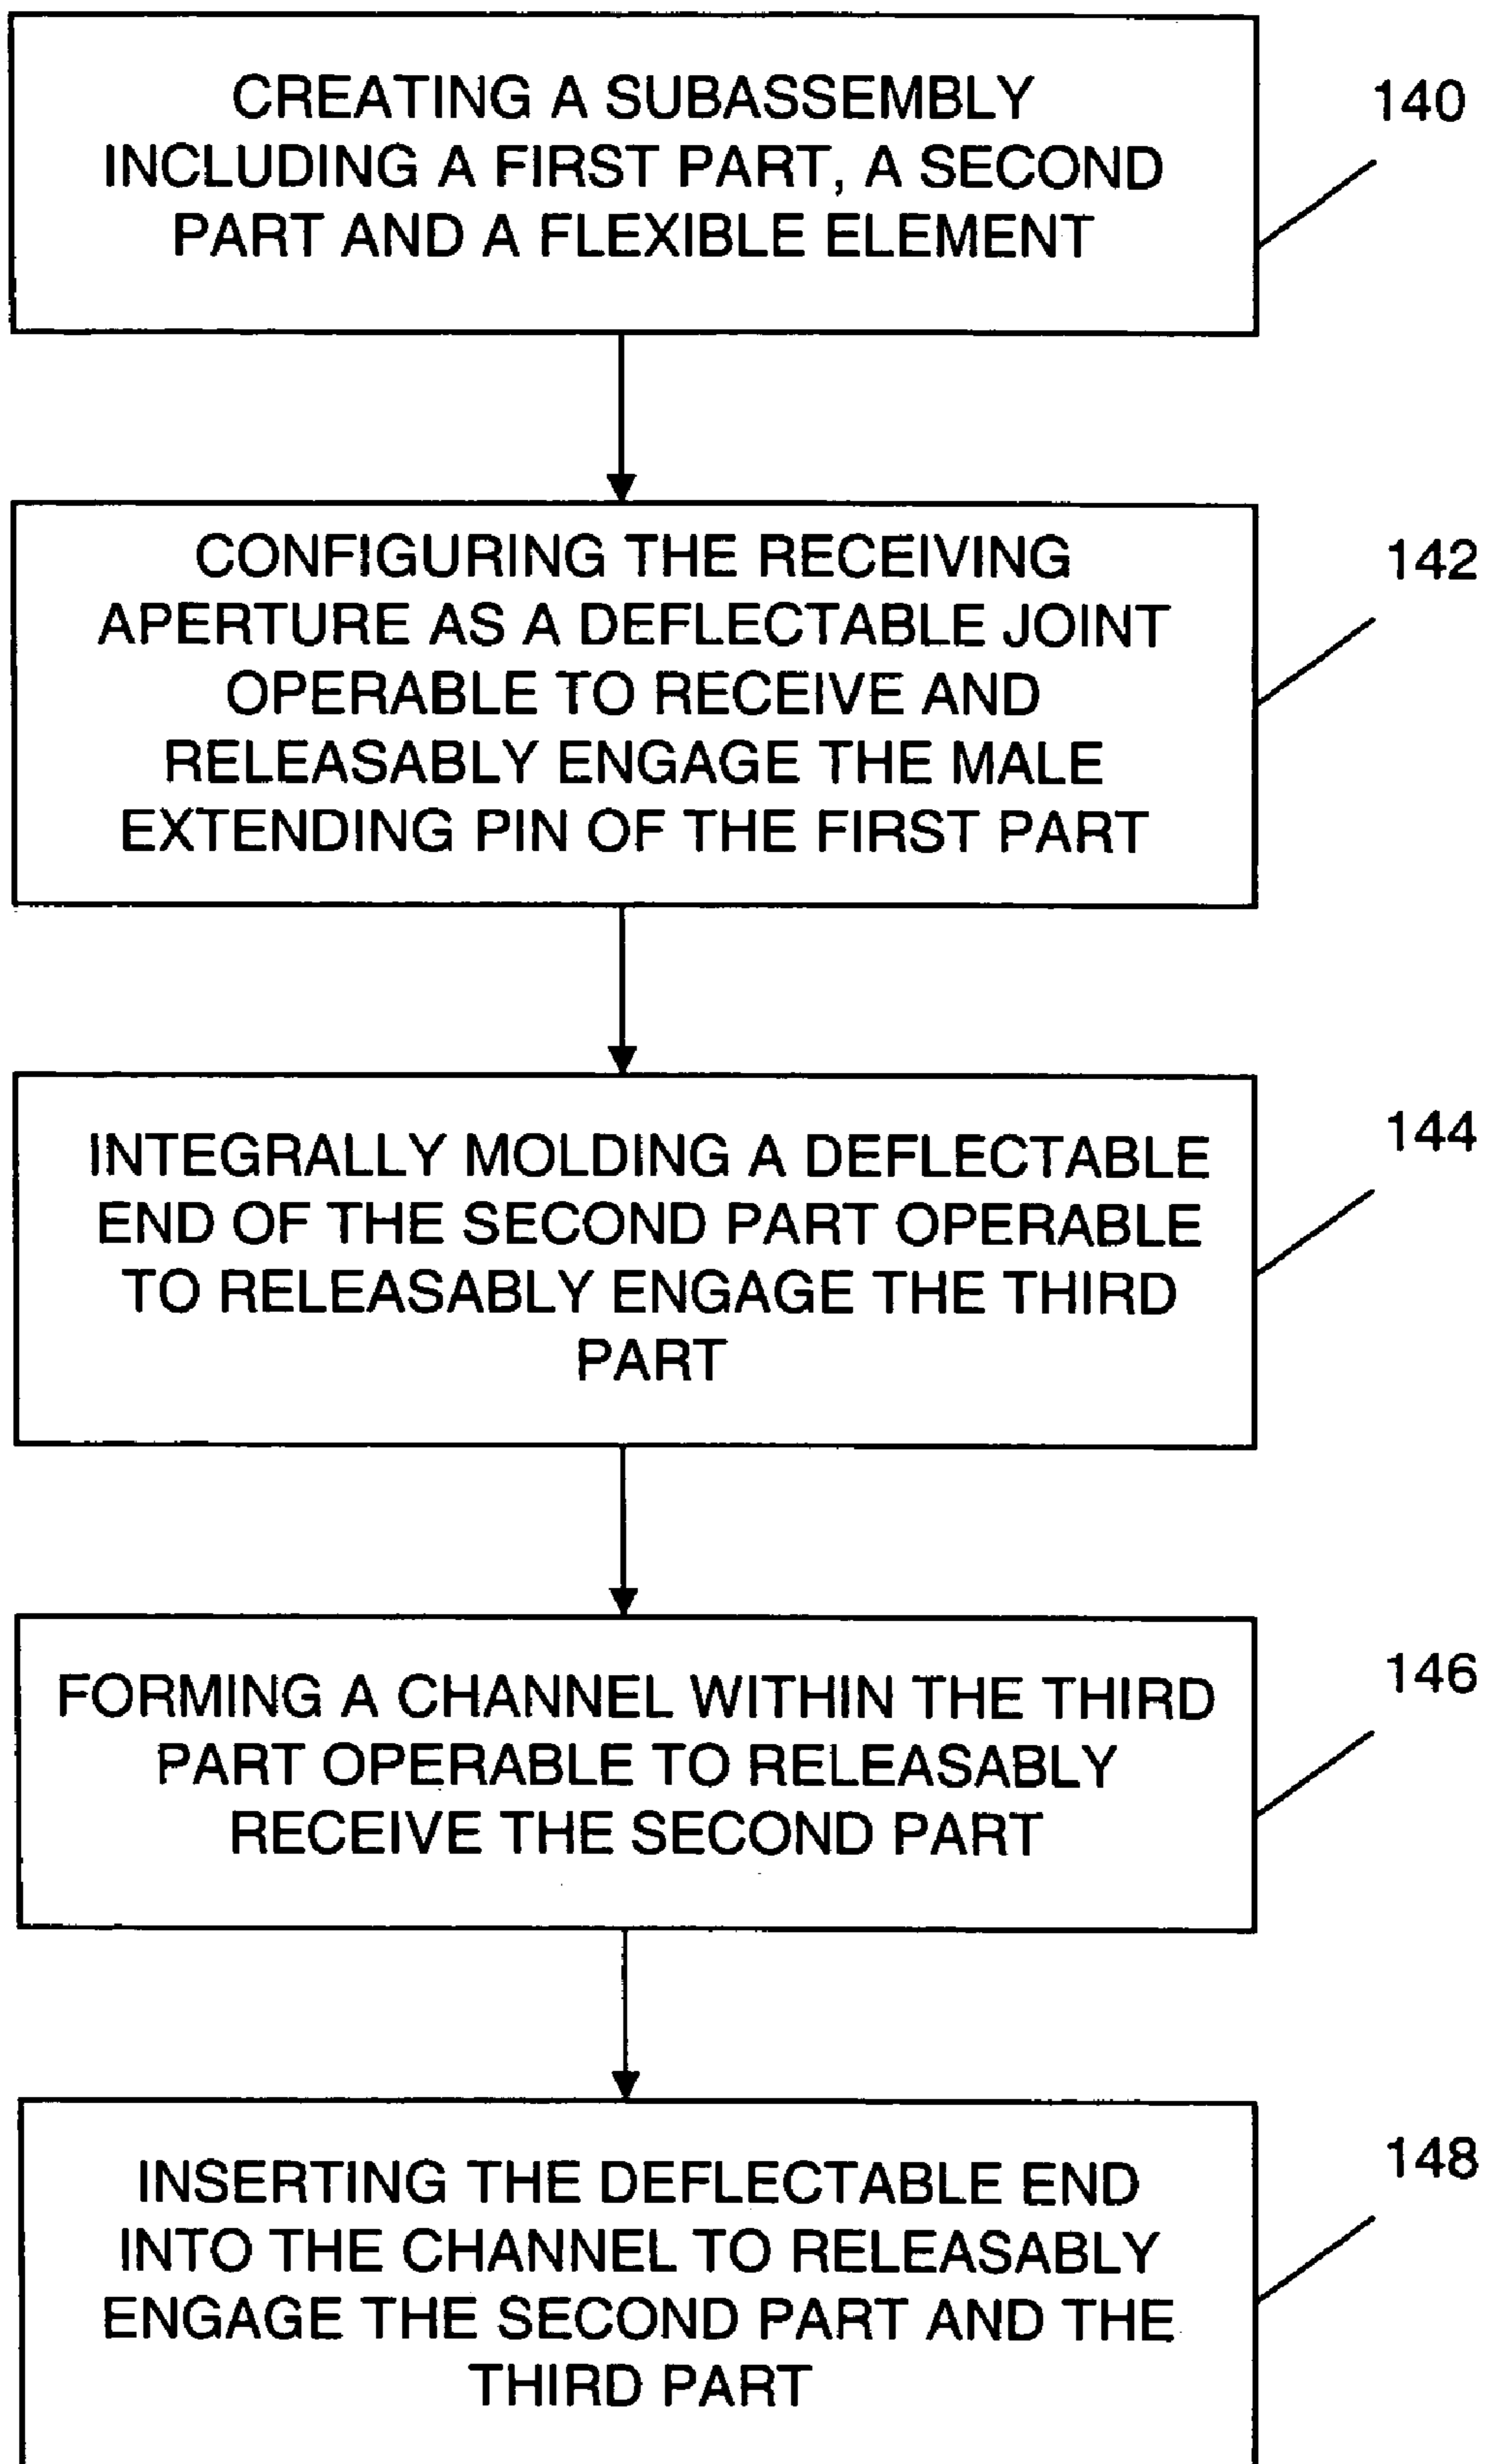 CREATING A SUBASSEMBLY
INCLUDING A FIRST PART, A SECOND
PART AND A FLEXIBLE ELEMENT
140
CONFIGURING THE RECEIVING
APERTURE AS A DEFLECTABLE JOINT
OPERABLE TO RECEIVE AND
RELEASABLY ENGAGE THE MALE
EXTENDING PIN OF THE FIRST PART
142
INTEGRALLY MOLDING A DEFLECTABLE
END OF THE SECOND PART OPERABLE
TO RELEASABLY ENGAGE THE THIRD
PART
144
FORMING A CHANNEL WITHIN THE THIRD
PART OPERABLE TO RELEASABLY
RECEIVE THE SECOND PART
146
INSERTING THE DEFLECTABLE END
INTO THE CHANNEL TO RELEASABLY
ENGAGE THE SECOND PART AND THE
THIRD PART
148